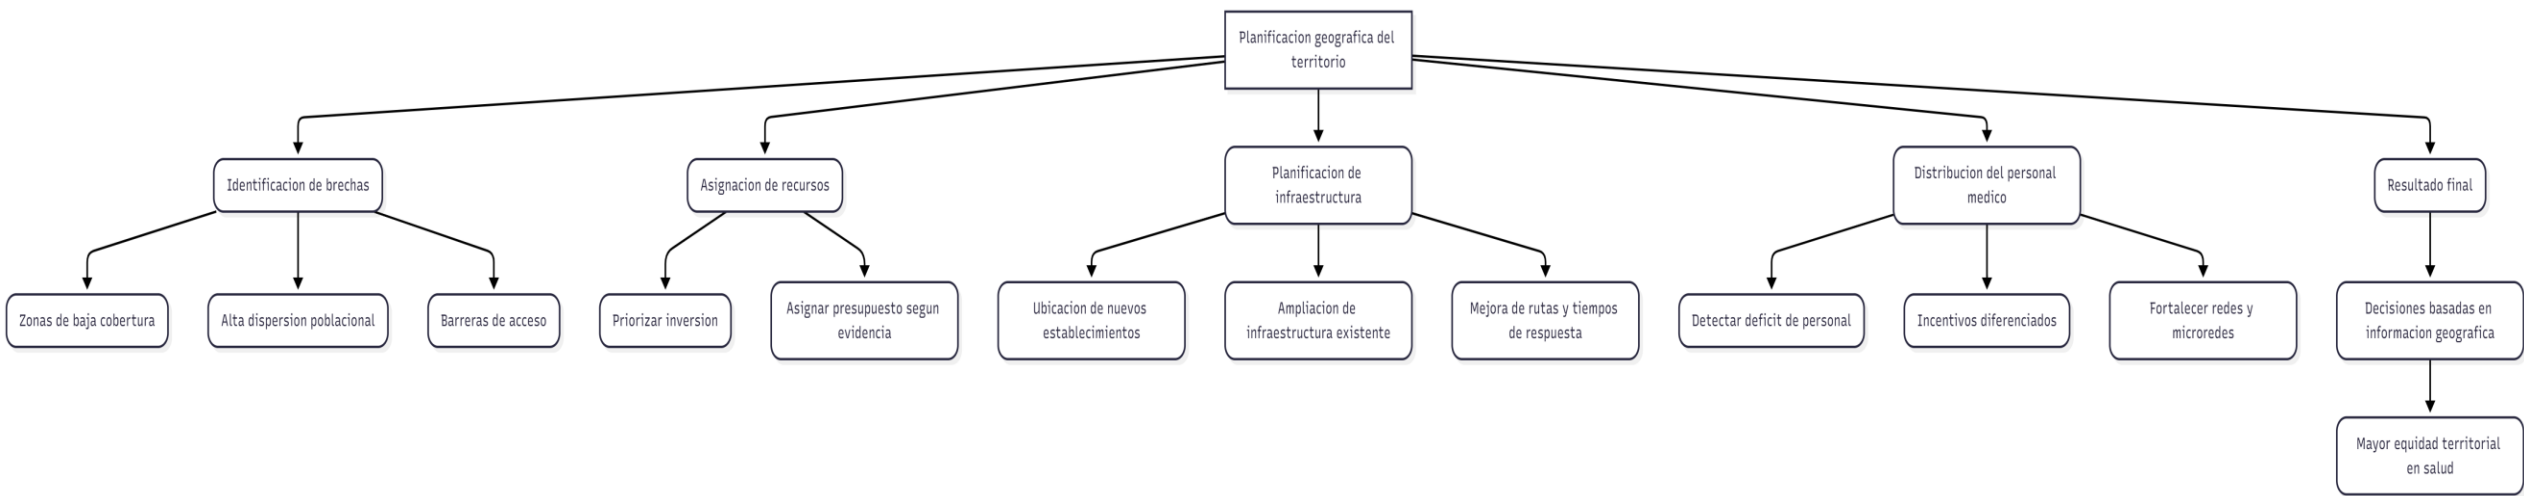 Planificacion geografica del
territorio
Identificacion de brechas
Asignacion de recursos
Planificacion de
infraestructura
Distribucion del personal
medico
Resultado final
Zonas de baja cobertura
Alta dispersion poblacional
Barreras de acceso
Priorizar inversion
Asignar presupuesto segun
evidencia
Ubicacion de nuevos
establecimientos
Ampliacion de
infraestructura existente
Mejora de rutas y tiempos
de respuesta
Detectar deficit de personal
Incentivos diferenciados
Fortalecer redes y
microredes
Decisiones basadas en
informacion geografica
Mayor equidad territorial
en salud